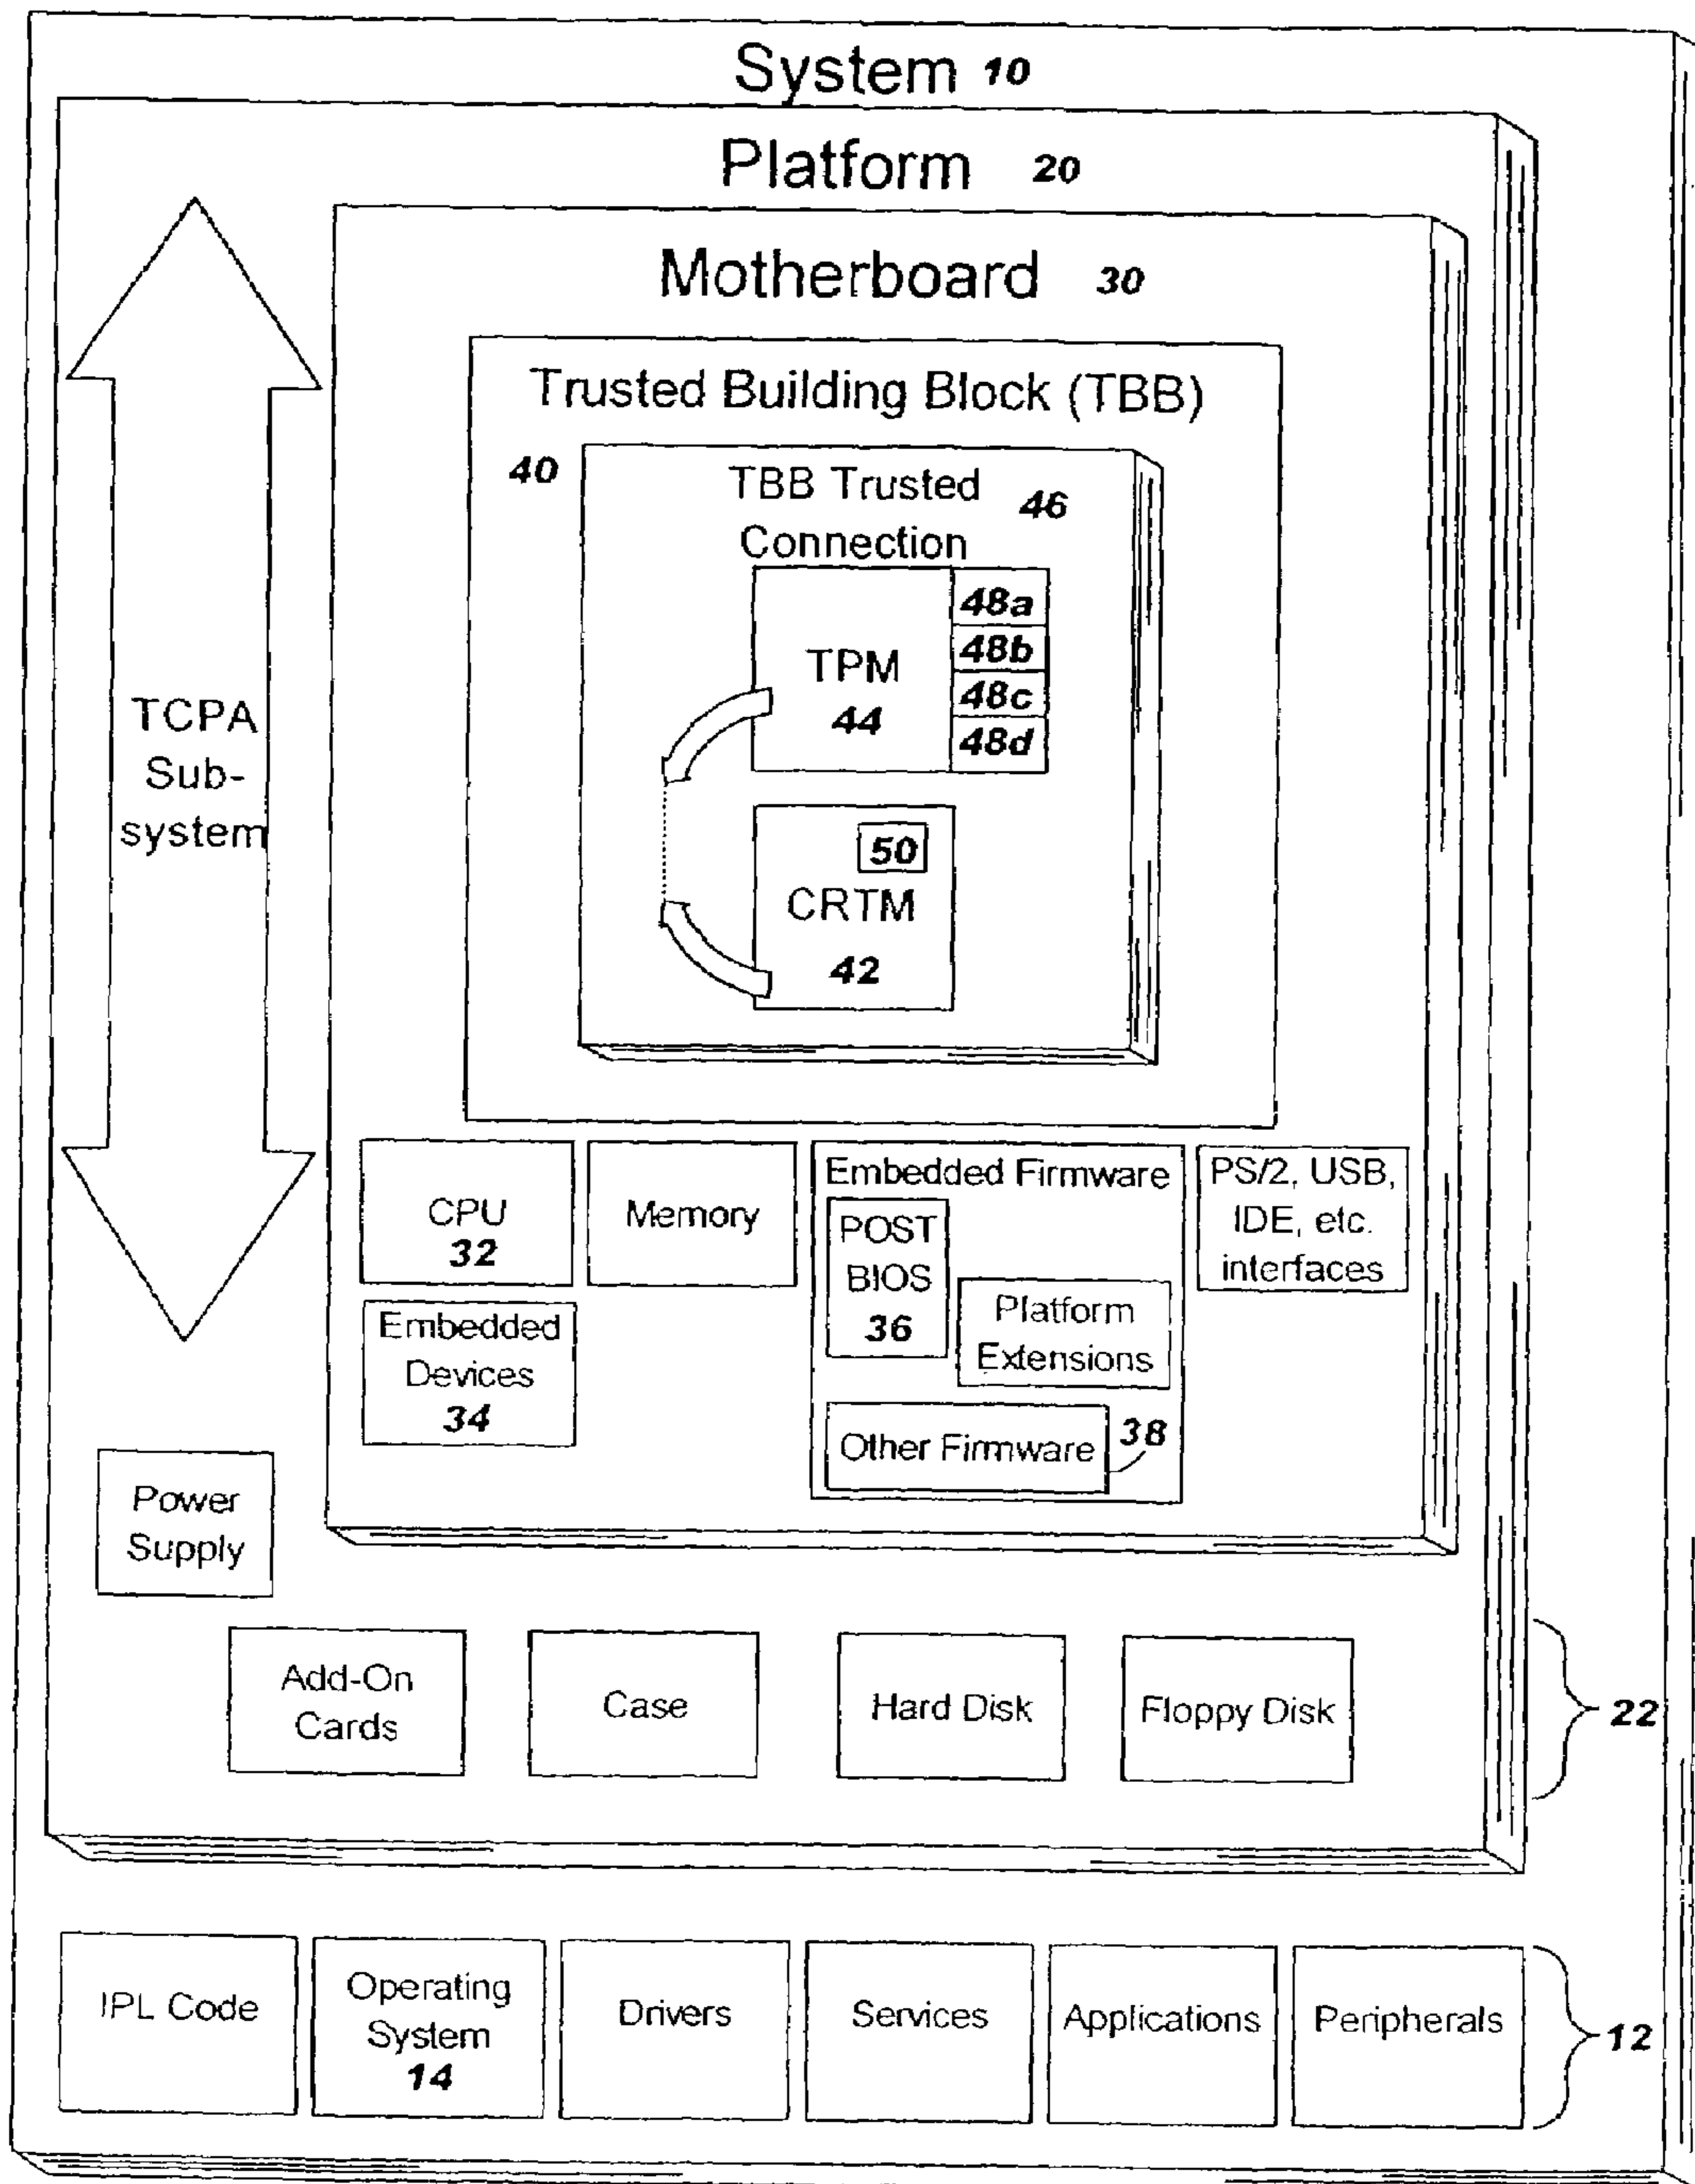 System 10
Platform 20
Motherboard 30
Trusted Building Block (TBB)
40
TBB Trusted
Connection
46
TPM
44
48a
48b
48c
48d
50
CRTM
42
TCPA
Sub-
system
CPU
32
Memory
Embedded Firmware
POST
BIOS
36
Platform
Extensions
Other Firmware
38
PS/2, USB,
IDE, etc.
interfaces
Embedded
Devices
34
Power
Supply
Add-On
Cards
Case
Hard Disk
Floppy Disk
22
IPL Code
Operating
System
14
Drivers
Services
Applications
Peripherals
12